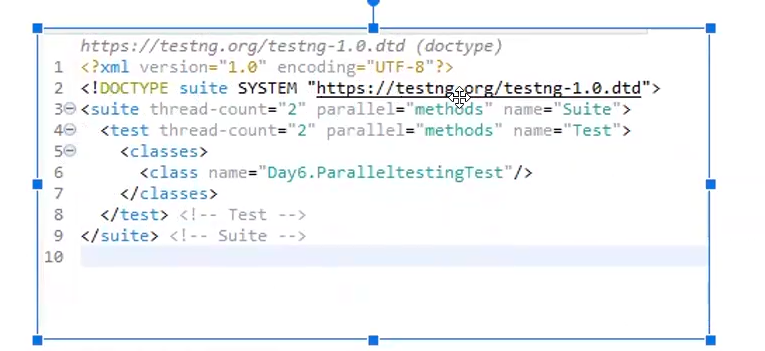 https://testng.org/testng-1.0.dtd (doctype)
1 <?xml version="1.0" encoding="UTF-8"?>
2 <!DOCTYPE suite SYSTEM "https://testng.org/testng-1.0.dtd">
3 <suite thread-count="2" parallel="methods" name="Suite">
4 <test thread-count="2" parallel="methods" name="Test">
5 <classes>
6 <class name="Day6.ParalleltestingTest"/>
7 </classes>
8 </test> <!-- Test -->
9 </suite> <!-- Suite -->
10